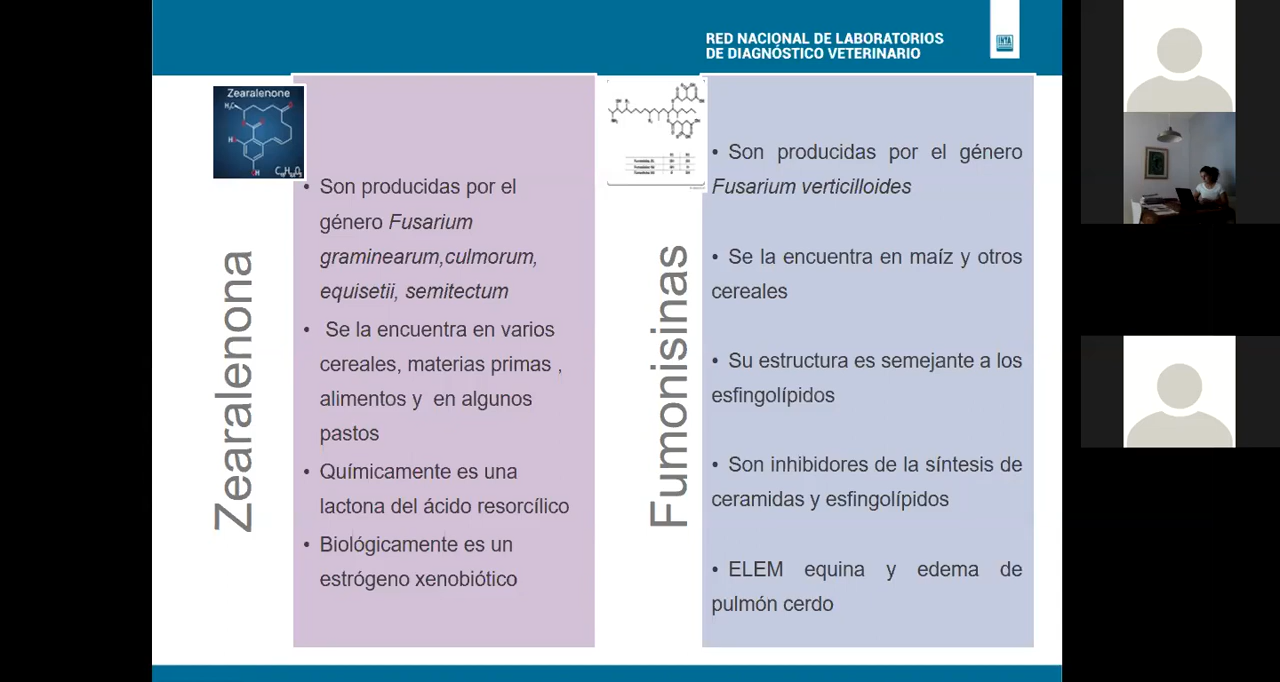 RED NACIONAL DE LABORATORIOS
DE DIAGNÓSTICO VETERINARIO
INTA
Zearalenone
H₃C
Zearalenona
• Son producidas por el
género Fusarium
graminearum,culmorum,
equisetii, semitectum
• Se la encuentra en varios
cereales, materias primas ,
alimentos y en algunos
pastos
• Químicamente es una
lactona del ácido resorcílico
• Biológicamente es un
estrógeno xenobiótico
Fumonisinas
• Son producidas por el género
Fusarium verticilloides
• Se la encuentra en maíz y otros
cereales
• Su estructura es semejante a los
esfingolípidos
• Son inhibidores de la síntesis de
ceramidas y esfingolípidos
• ELEM equina y edema de
pulmón cerdo